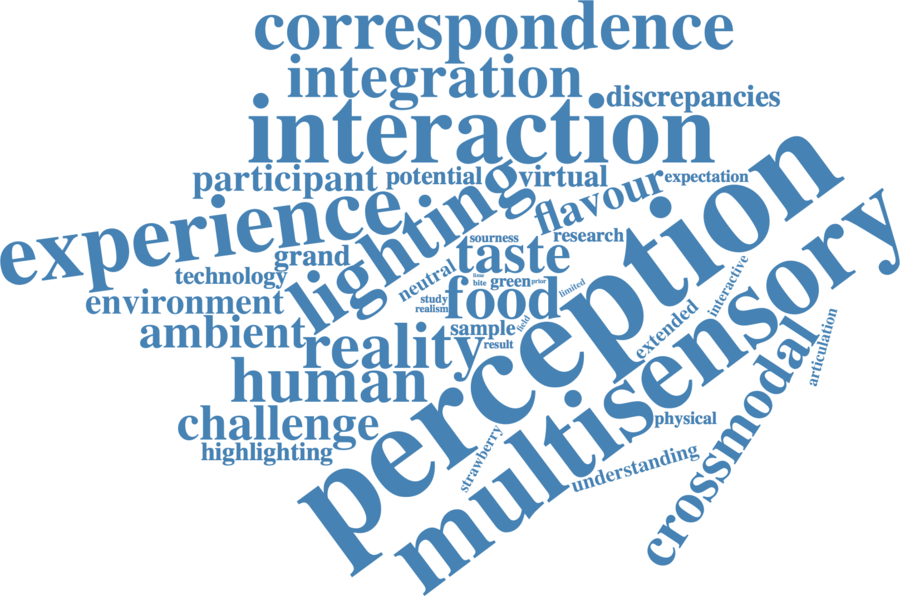 correspondence
integration
discrepancies
interaction
participant
potential
virtual
expectation
experience
lighting
flavour
perception
sourness
research
grand
taste
technology
neutral
bite
green
prior
limited
environment
study
food
realism
field
interactive
multisensory
ambient
sample
extended
reality
result
articulation
human
crossmodal
challenge
physical
highlighting
strawberry
understanding